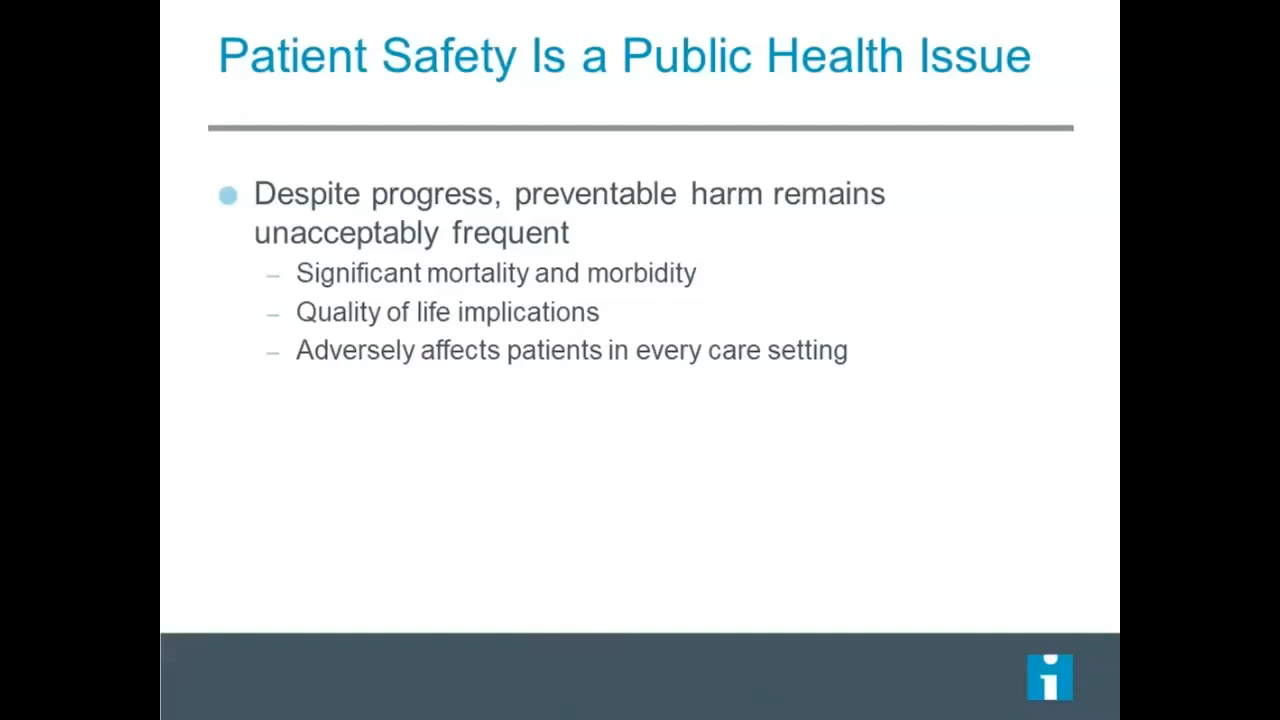 Patient Safety Is a Public Health Issue
Despite progress, preventable harm remains
unacceptably frequent
– Significant mortality and morbidity
– Quality of life implications
– Adversely affects patients in every care setting
i